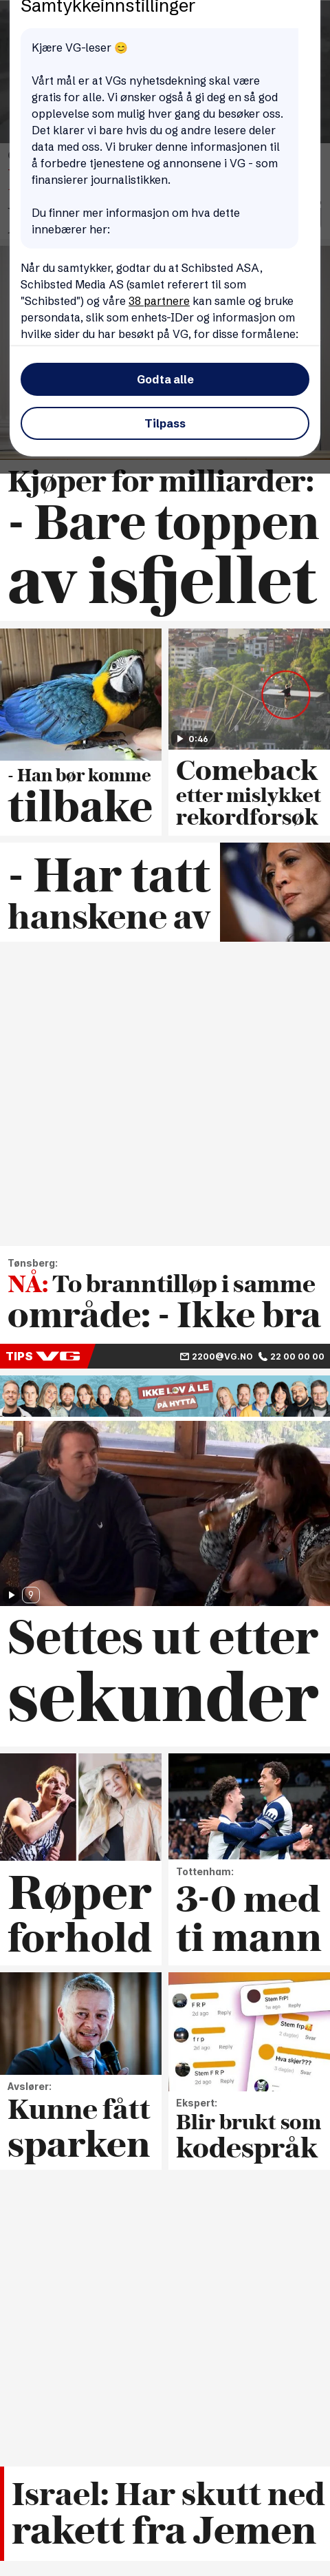 Samtykkeinnstillinger
Kjære VG-leser 😊
Vårt mål er at VGs nyhetsdekning skal være
gratis for alle. Vi ønsker også å gi deg en så god
opplevelse som mulig hver gang du besøker oss.
Det klarer vi bare hvis du og andre lesere deler
data med oss. Vi bruker denne informasjonen til
å forbedre tjenestene og annonsene i VG - som
finansierer journalistikken.
Du finner mer informasjon om hva dette
innebærer her:
Når du samtykker, godtar du at Schibsted ASA,
Schibsted Media AS (samlet referert til som
"Schibsted") og våre 38 partnere kan samle og bruke
persondata, slik som enhets-IDer og informasjon om
hvilke sider du har besøkt på VG, for disse formålene:
Godta alle
Tilpass
Kjøper for milliarder:
- Bare toppen
av isfjellet
0:46
- Han bør komme
tilbake
Comeback
etter mislykket
rekordforsøk
- Har tatt
hanskene av
Tønsberg:
NÅ: To branntilløp i samme
område: - Ikke bra
TIPS VG 2200@VG.NO 22 00 00 00
IKKE LOV Å LE
PÅ HYTTA
9
Settes ut etter
sekunder
Røper
forhold
Tottenham:
3-0 med
ti mann
Avslører:
Kunne fått
sparken
FRP
2d ago Reply
frp
2d ago Reply
Stem FRP
2d ago Reply
Stem FrP!
1w ago Reply
Stem frp🥰
Svar
Hva skjer???
Svar
Ekspert:
Blir brukt som
kodespråk
Israel: Har skutt ned
rakett fra Jemen